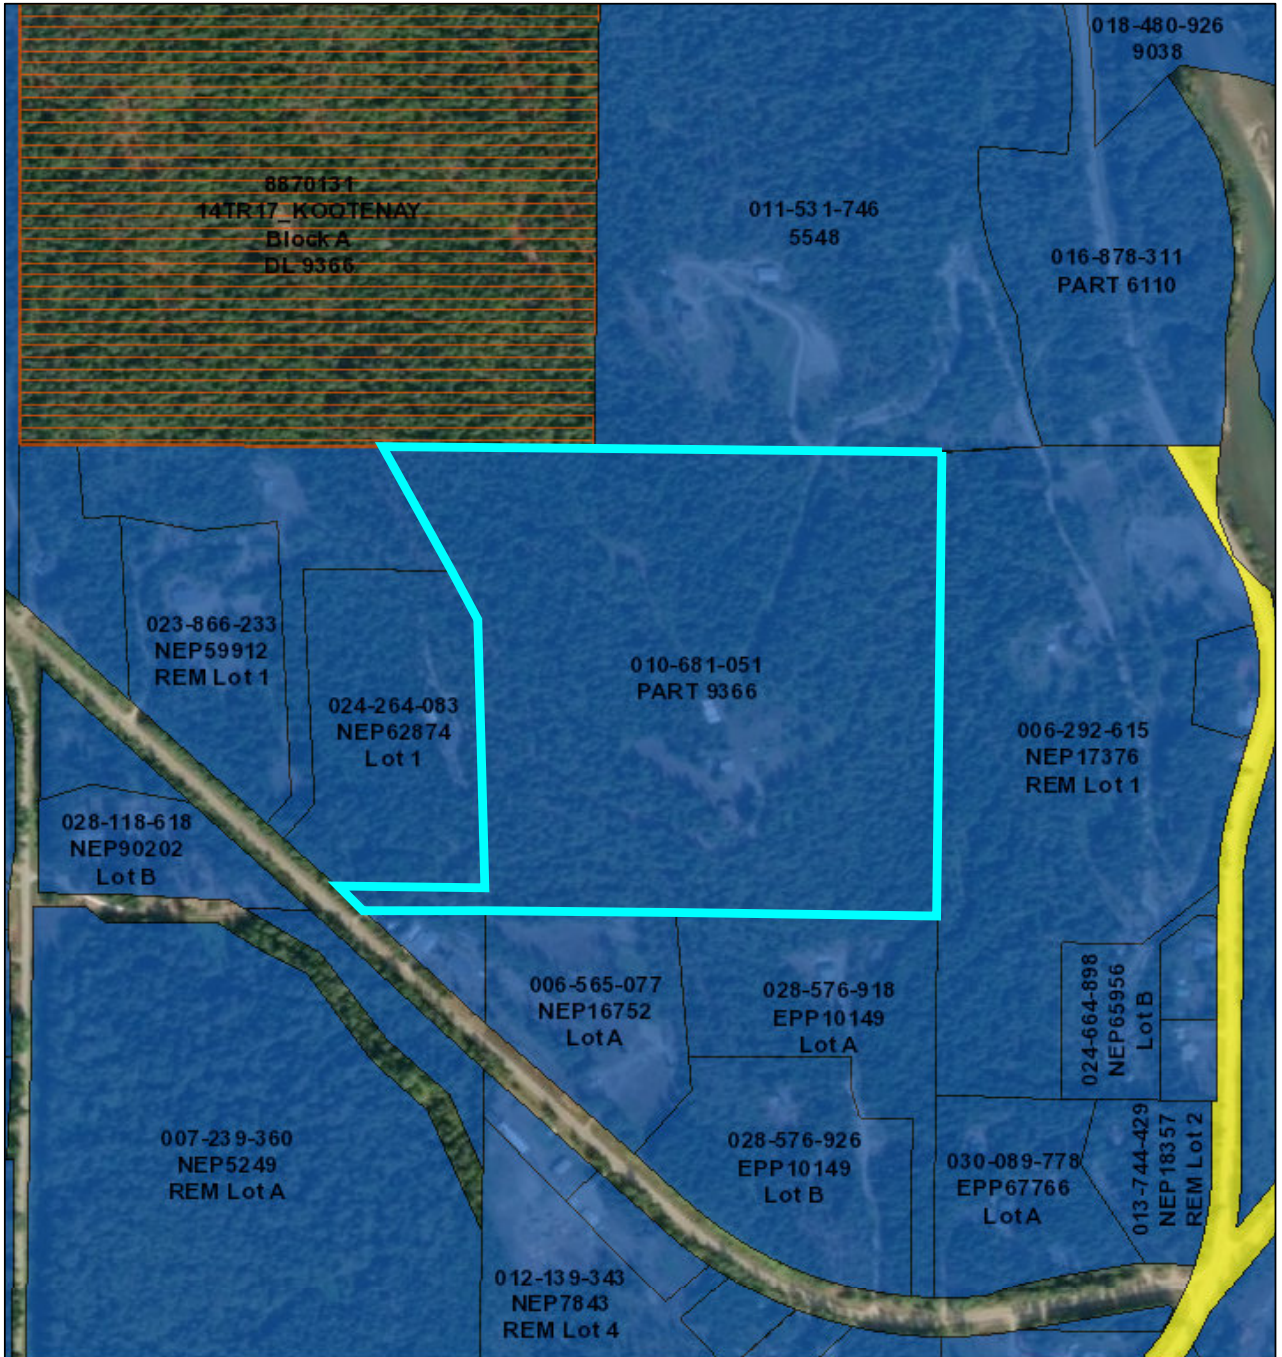 018-480-926
9038
8870131
14TR17_KOOTENAY
Block A
DL 9366
011-531-746
5548
016-878-311
PART 6110
023-866-233
NEP59912
REM Lot 1
024-264-083
NEP62874
Lot 1
010-681-051
PART 9366
006-292-615
NEP17376
REM Lot 1
028-118-618
NEP90202
Lot B
006-565-077
NEP16752
Lot A
028-576-918
EPP10149
Lot A
024-664-898
NEP65956
Lot B
007-239-360
NEP5249
REM Lot A
028-576-926
EPP10149
Lot B
030-089-778
EPP67766
Lot A
013-744-429
NEP18357
REM Lot 2
012-139-343
NEP7843
REM Lot 4